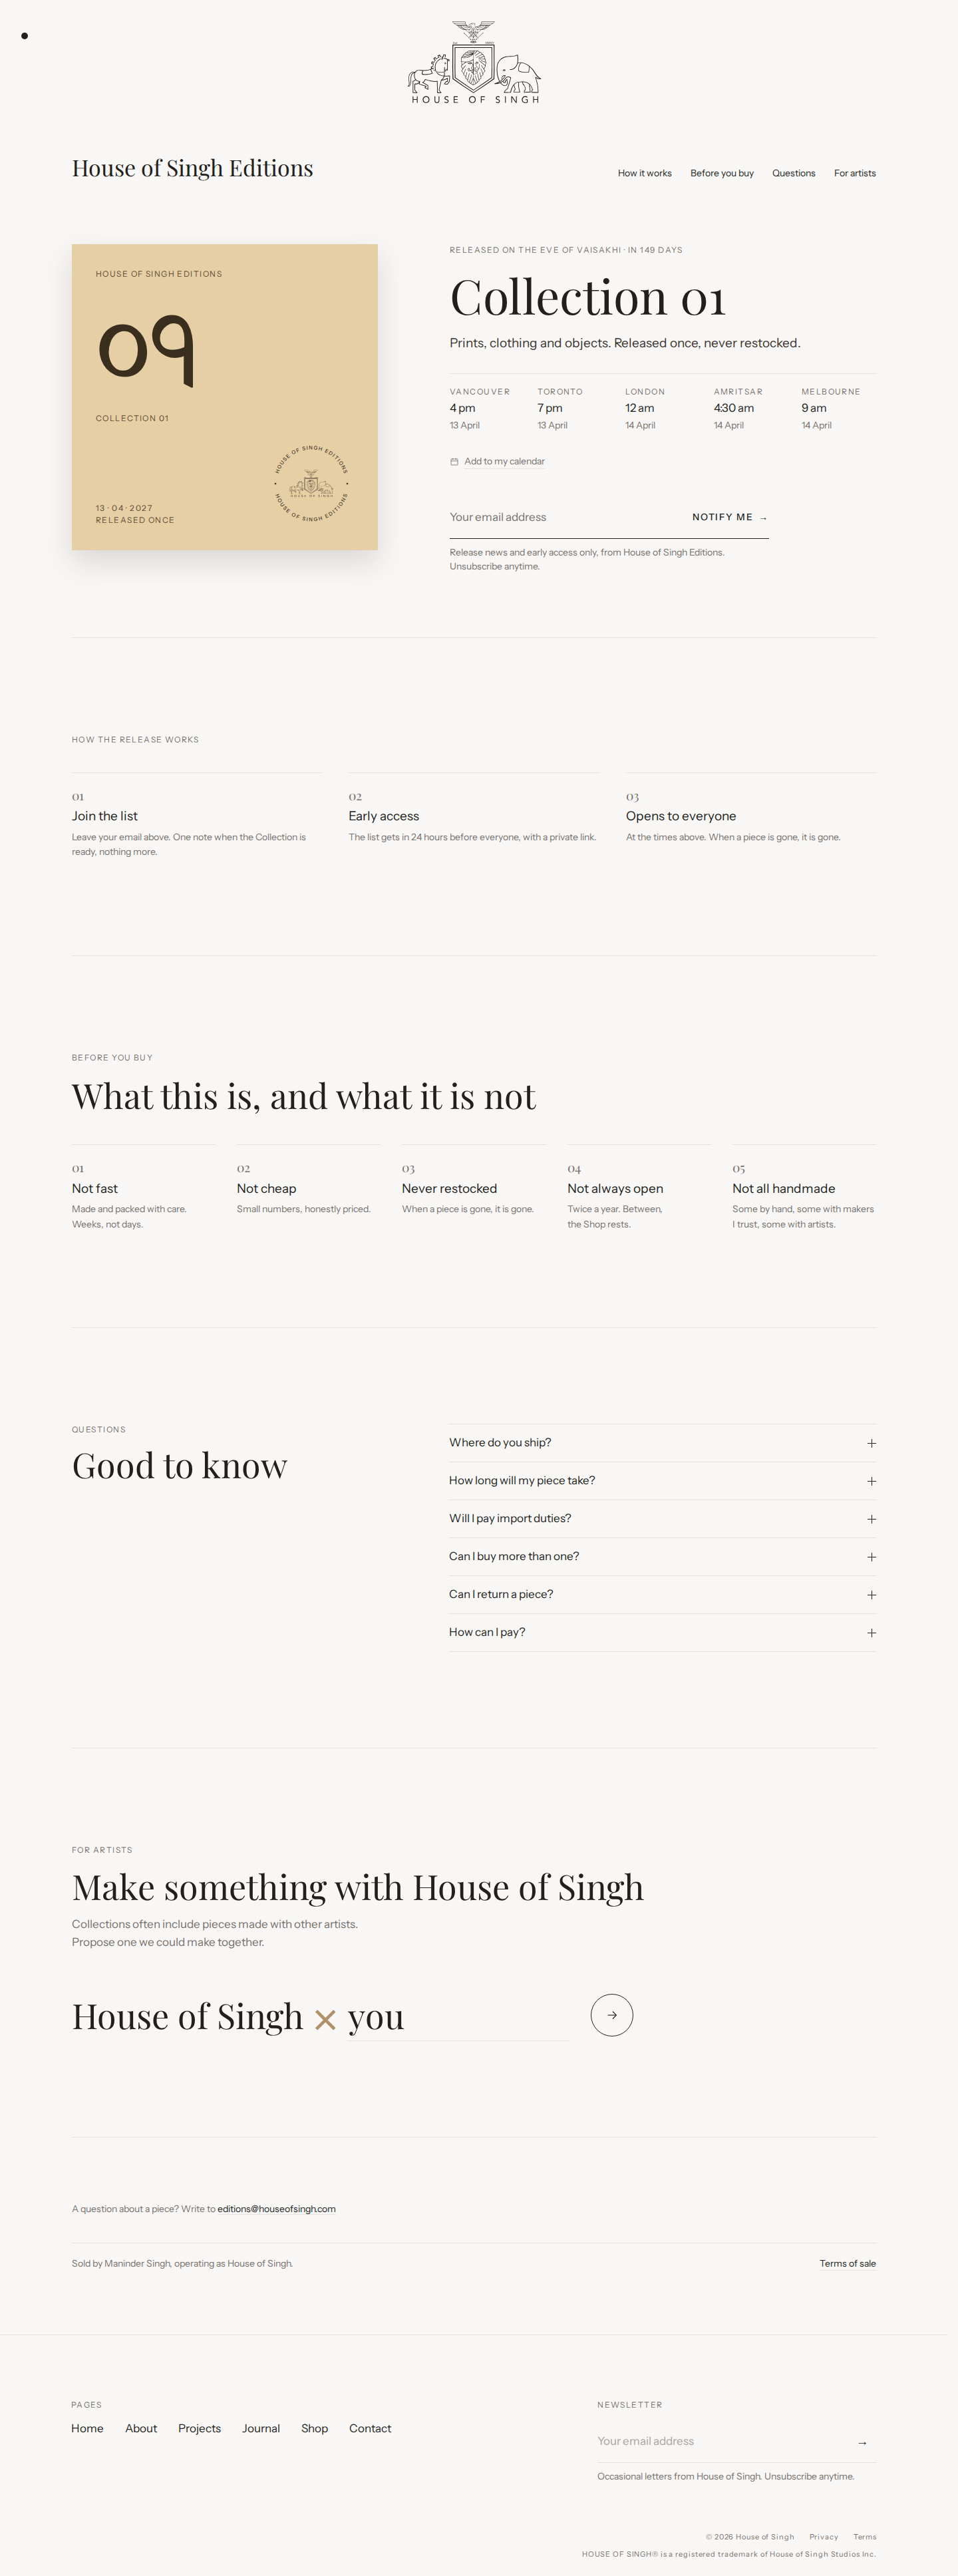 HOUSE OF SINGH
House of Singh Editions
How it works Before you buy Questions For artists
HOUSE OF SINGH EDITIONS
੦੧
COLLECTION 01
13 · 04 · 2027
RELEASED ONCE
HOUSE OF SINGH EDITIONS
HOUSE OF SINGH
HOUSE OF SINGH EDITIONS
RELEASED ON THE EVE OF VAISAKHI · IN 149 DAYS
Collection 01
Prints, clothing and objects. Released once, never restocked.
VANCOUVER TORONTO LONDON AMRITSAR MELBOURNE
4 pm 7 pm 12 am 4:30 am 9 am
13 April 13 April 14 April 14 April 14 April
Add to my calendar
Your email address NOTIFY ME →
Release news and early access only, from House of Singh Editions.
Unsubscribe anytime.
HOW THE RELEASE WORKS
01 02 03
Join the list Early access Opens to everyone
Leave your email above. One note when the Collection is The list gets in 24 hours before everyone, with a private link. At the times above. When a piece is gone, it is gone.
ready, nothing more.
BEFORE YOU BUY
What this is, and what it is not
01 02 03 04 05
Not fast Not cheap Never restocked Not always open Not all handmade
Made and packed with care. Small numbers, honestly priced. When a piece is gone, it is gone. Twice a year. Between, Some by hand, some with makers
Weeks, not days. the Shop rests. I trust, some with artists.
QUESTIONS
Good to know
Where do you ship? +
How long will my piece take? +
Will I pay import duties? +
Can I buy more than one? +
Can I return a piece? +
How can I pay? +
FOR ARTISTS
Make something with House of Singh
Collections often include pieces made with other artists.
Propose one we could make together.
House of Singh × you →
A question about a piece? Write to editions@houseofsingh.com
Sold by Maninder Singh, operating as House of Singh. Terms of sale
PAGES
Home About Projects Journal Shop Contact
NEWSLETTER
Your email address →
Occasional letters from House of Singh. Unsubscribe anytime.
© 2026 House of Singh Privacy Terms
HOUSE OF SINGH® is a registered trademark of House of Singh Studios Inc.